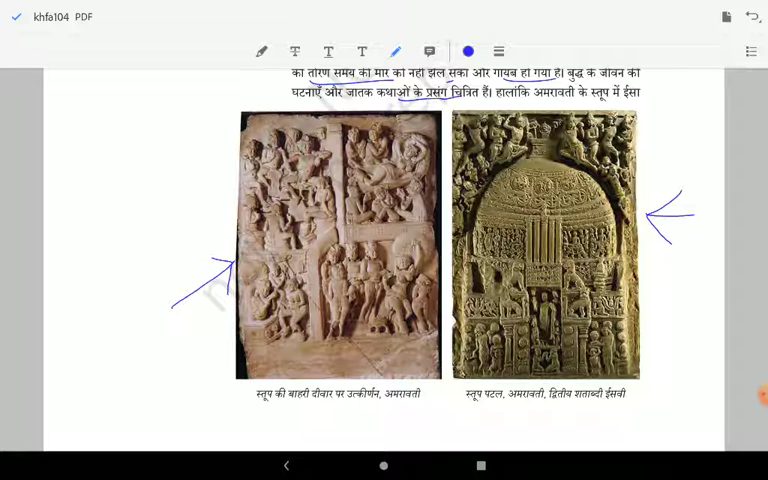 khfa104 PDF
का तोरण समय की मार को नहीं झेल सका और गायब हो गया है। बुद्ध के जीवन की
घटनाएँ और जातक कथाओं के प्रसंग चित्रित हैं। हालांकि अमरावती के स्तूप में ईसा
स्तूप की बाहरी दीवार पर उत्कीर्णन, अमरावती
स्तूप पटल, अमरावती, द्वितीय शताब्दी ईसवी